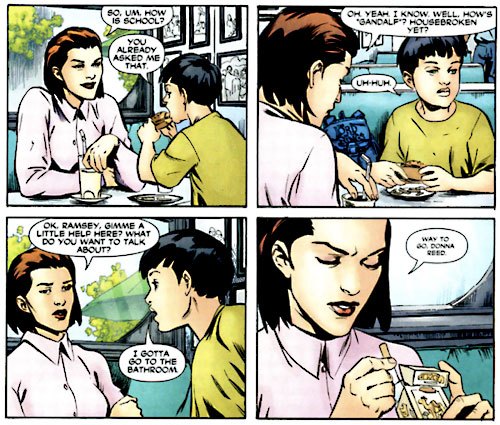 SO, UM, HOW
IS SCHOOL?
YOU
ALREADY
ASKED ME
THAT.
OH. YEAH. I KNOW. WELL, HOW'S
"GANDALF"? HOUSEBROKEN
YET?
UH-HUH.
OK, RAMSEY, GIMME A
LITTLE HELP HERE? WHAT
DO YOU WANT TO TALK
ABOUT?
I GOTTA
GO TO THE
BATHROOM.
WAY TO
GO, DONNA
REED.